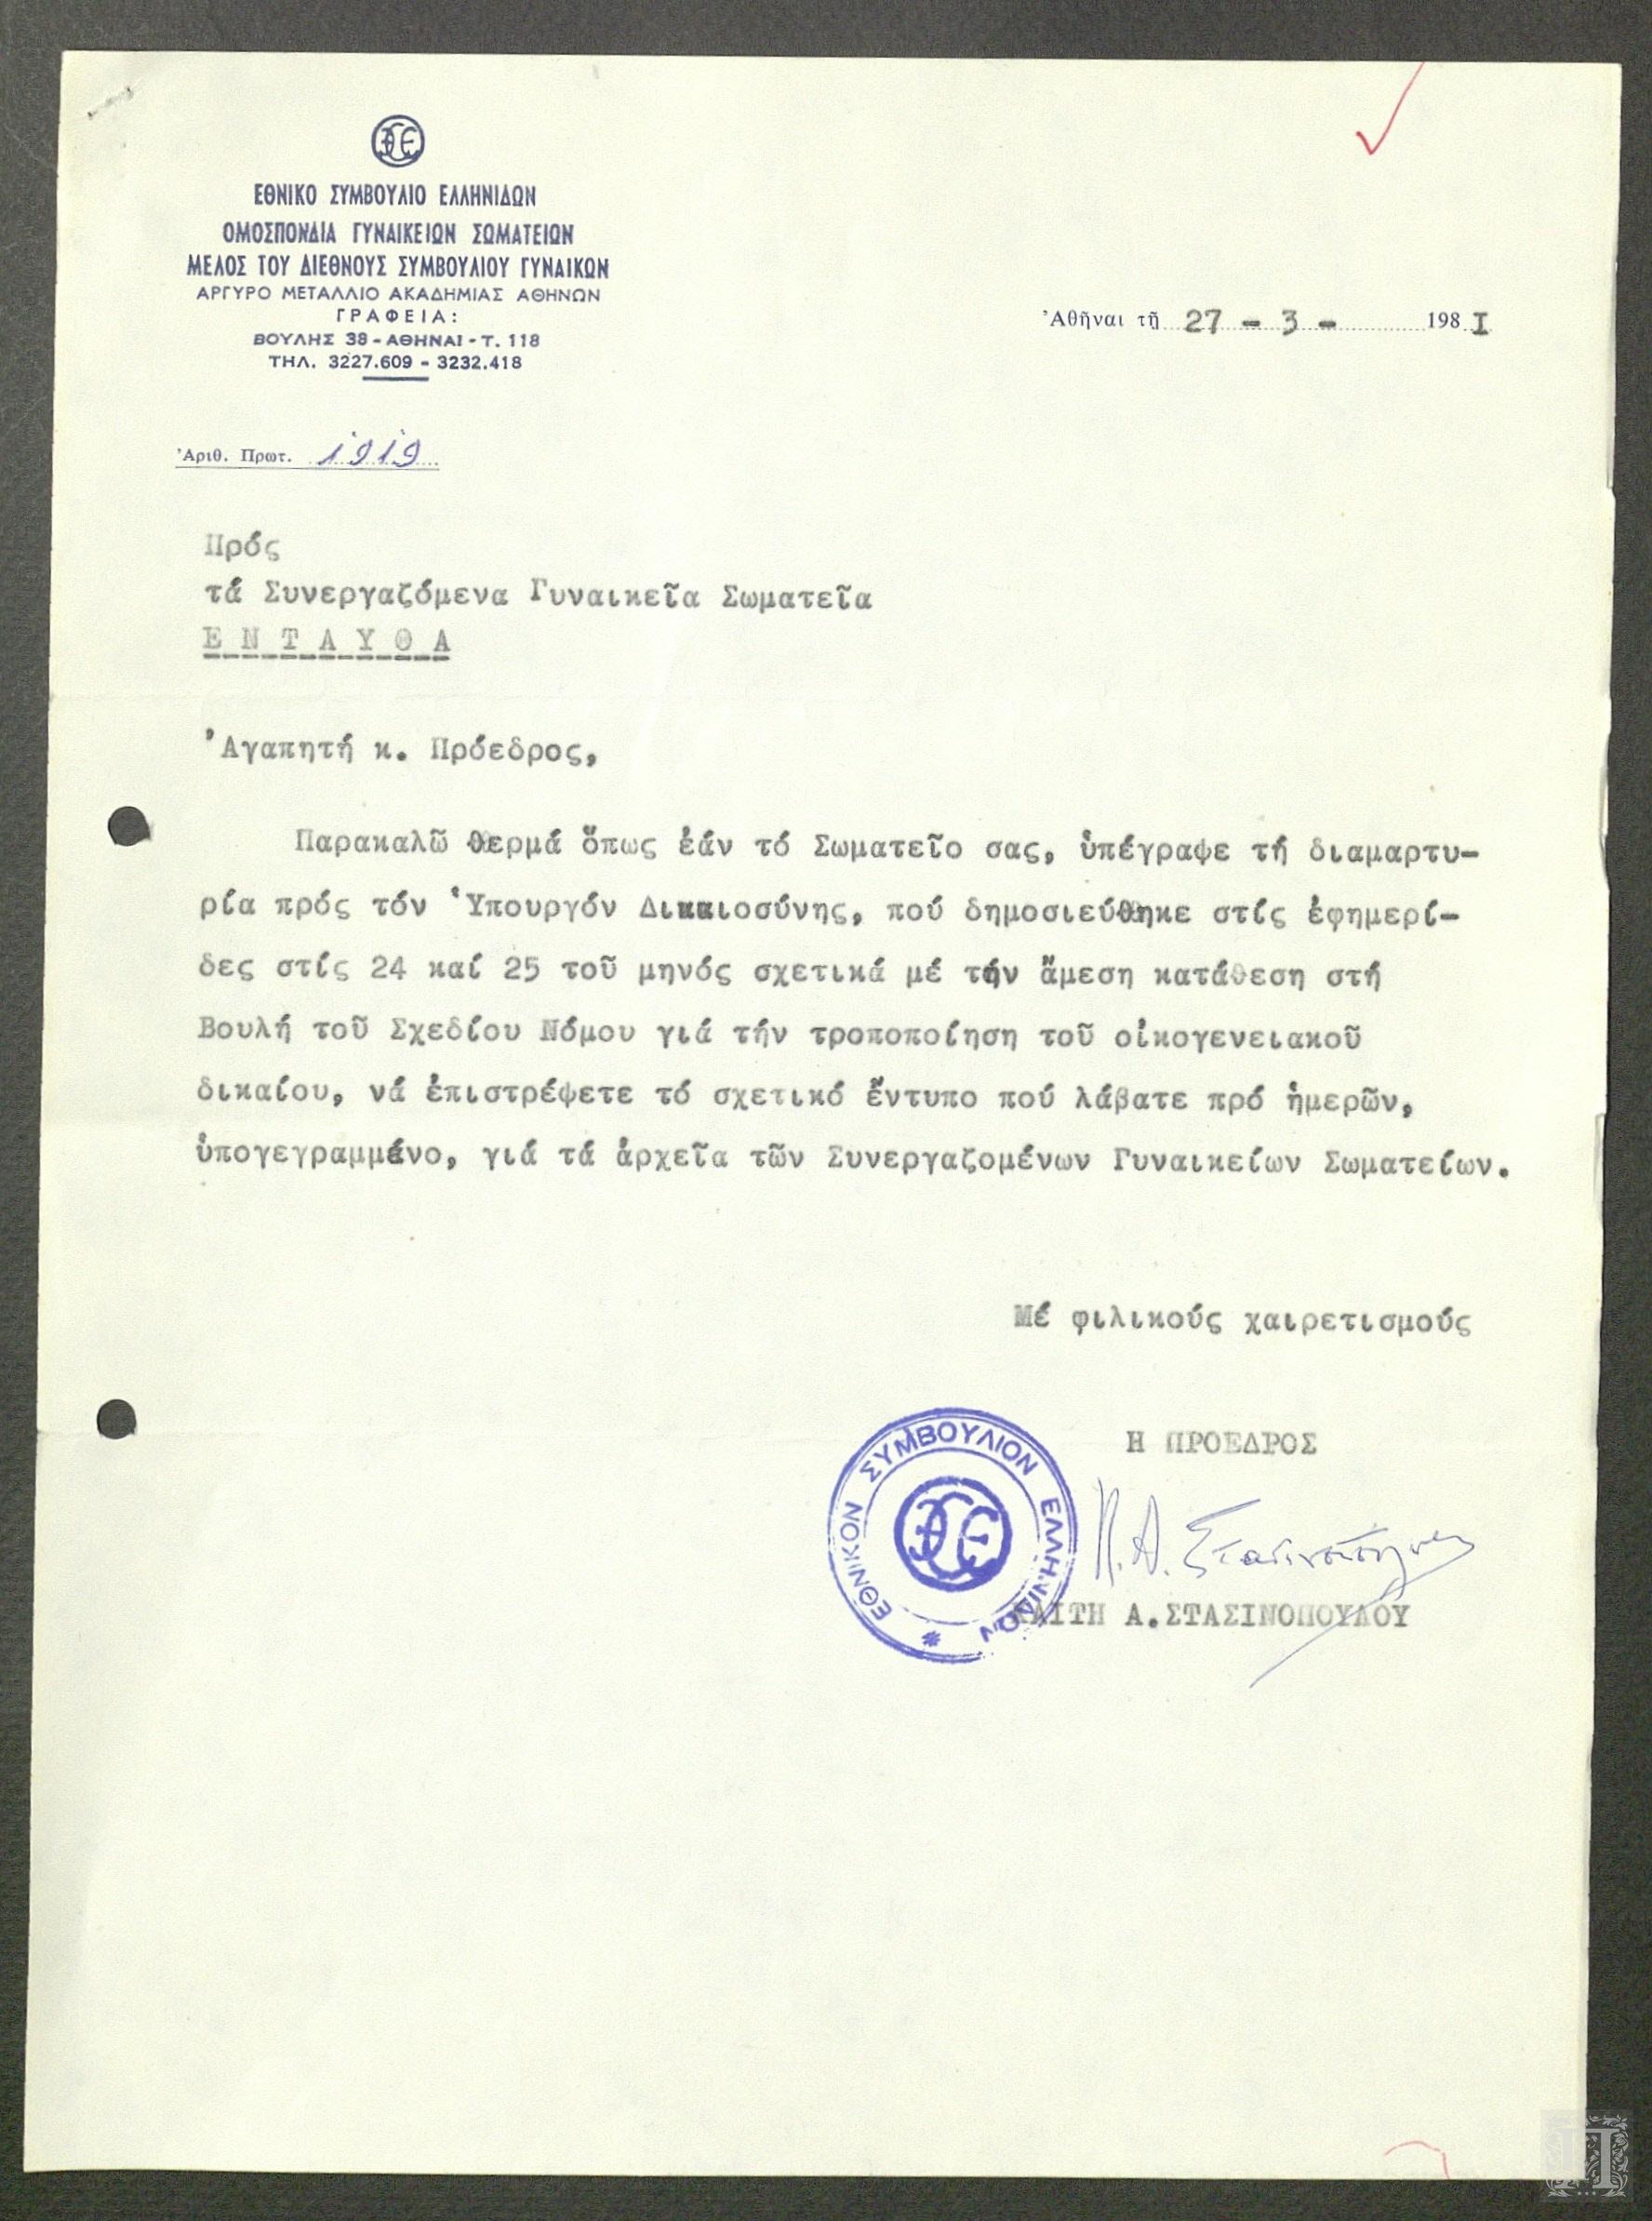 ΕΘΝΙΚΟ ΣΥΜΒΟΥΛΙΟ ΕΛΛΗΝΙΔΩΝ
ΟΜΟΣΠΟΝΔΙΑ ΓΥΝΑΙΚΕΙΩΝ ΣΩΜΑΤΕΙΩΝ
ΜΕΛΟΣ ΤΟΥ ΔΙΕΘΝΟΥΣ ΣΥΜΒΟΥΛΙΟΥ ΓΥΝΑΙΚΩΝ
ΑΡΓΥΡΟ ΜΕΤΑΛΛΙΟ ΑΚΑΔΗΜΙΑΣ ΑΘΗΝΩΝ
ΓΡΑΦΕΙΑ:
ΒΟΥΛΗΣ 38 - ΑΘΗΝΑΙ - Τ. 118
ΤΗΛ. 3227.609 - 3232.418
Ἀθῆναι τῇ 27 - 3 - 198I
Ἀριθ. Πρωτ. 1919
Πρός
τά Συνεργαζόμενα Γυναικεῖα Σωματεῖα
Ε Ν Τ Α Υ Θ Α
Ἀγαπητή κ. Πρόεδρος,
Παρακαλῶ θερμά ὅπως ἐάν τό Σωματεῖο σας, ὑπέγραψε τή διαμαρτυ-
ρία πρός τόν Ὑπουργόν Δικαιοσύνης, πού δημοσιεύθηκε στίς ἐφημερί-
δες στίς 24 καί 25 τοῦ μηνός σχετικά μέ τήν ἄμεση κατάθεση στή
Βουλή τοῦ Σχεδίου Νόμου γιά τήν τροποποίηση τοῦ οἰκογενειακοῦ
δικαίου, νά ἐπιστρέψετε τό σχετικό ἔντυπο πού λάβατε πρό ἡμερῶν,
ὑπογεγραμμένο, γιά τά ἀρχεῖα τῶν Συνεργαζομένων Γυναικείων Σωματείων.
Μέ φιλικούς χαιρετισμούς
Η ΠΡΟΕΔΡΟΣ
ΕΘΝΙΚΟΝ ΣΥΜΒΟΥΛΙΟΝ ΕΛΛΗΝΙΔΩΝ
Κ. Α. Στασινοπούλου
ΚΑΙΤΗ Α.ΣΤΑΣΙΝΟΠΟΥΛΟΥ